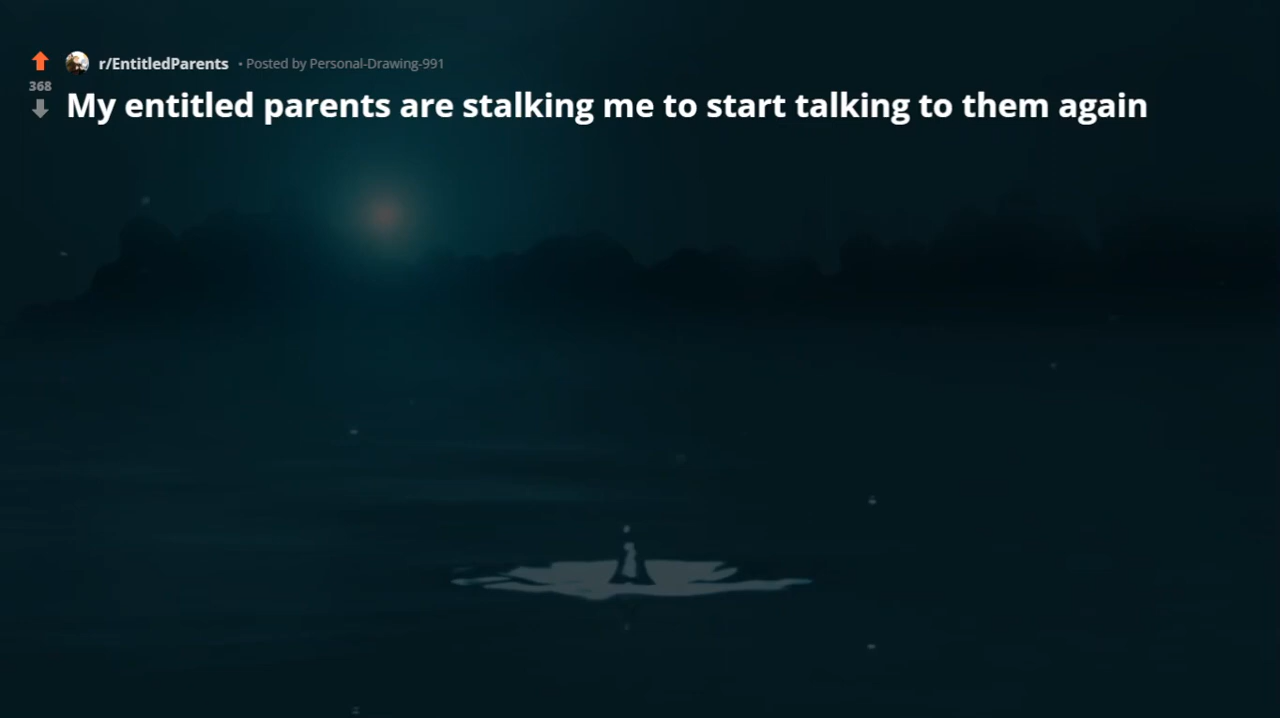 r/EntitledParents • Posted by Personal-Drawing-991
368
My entitled parents are stalking me to start talking to them again